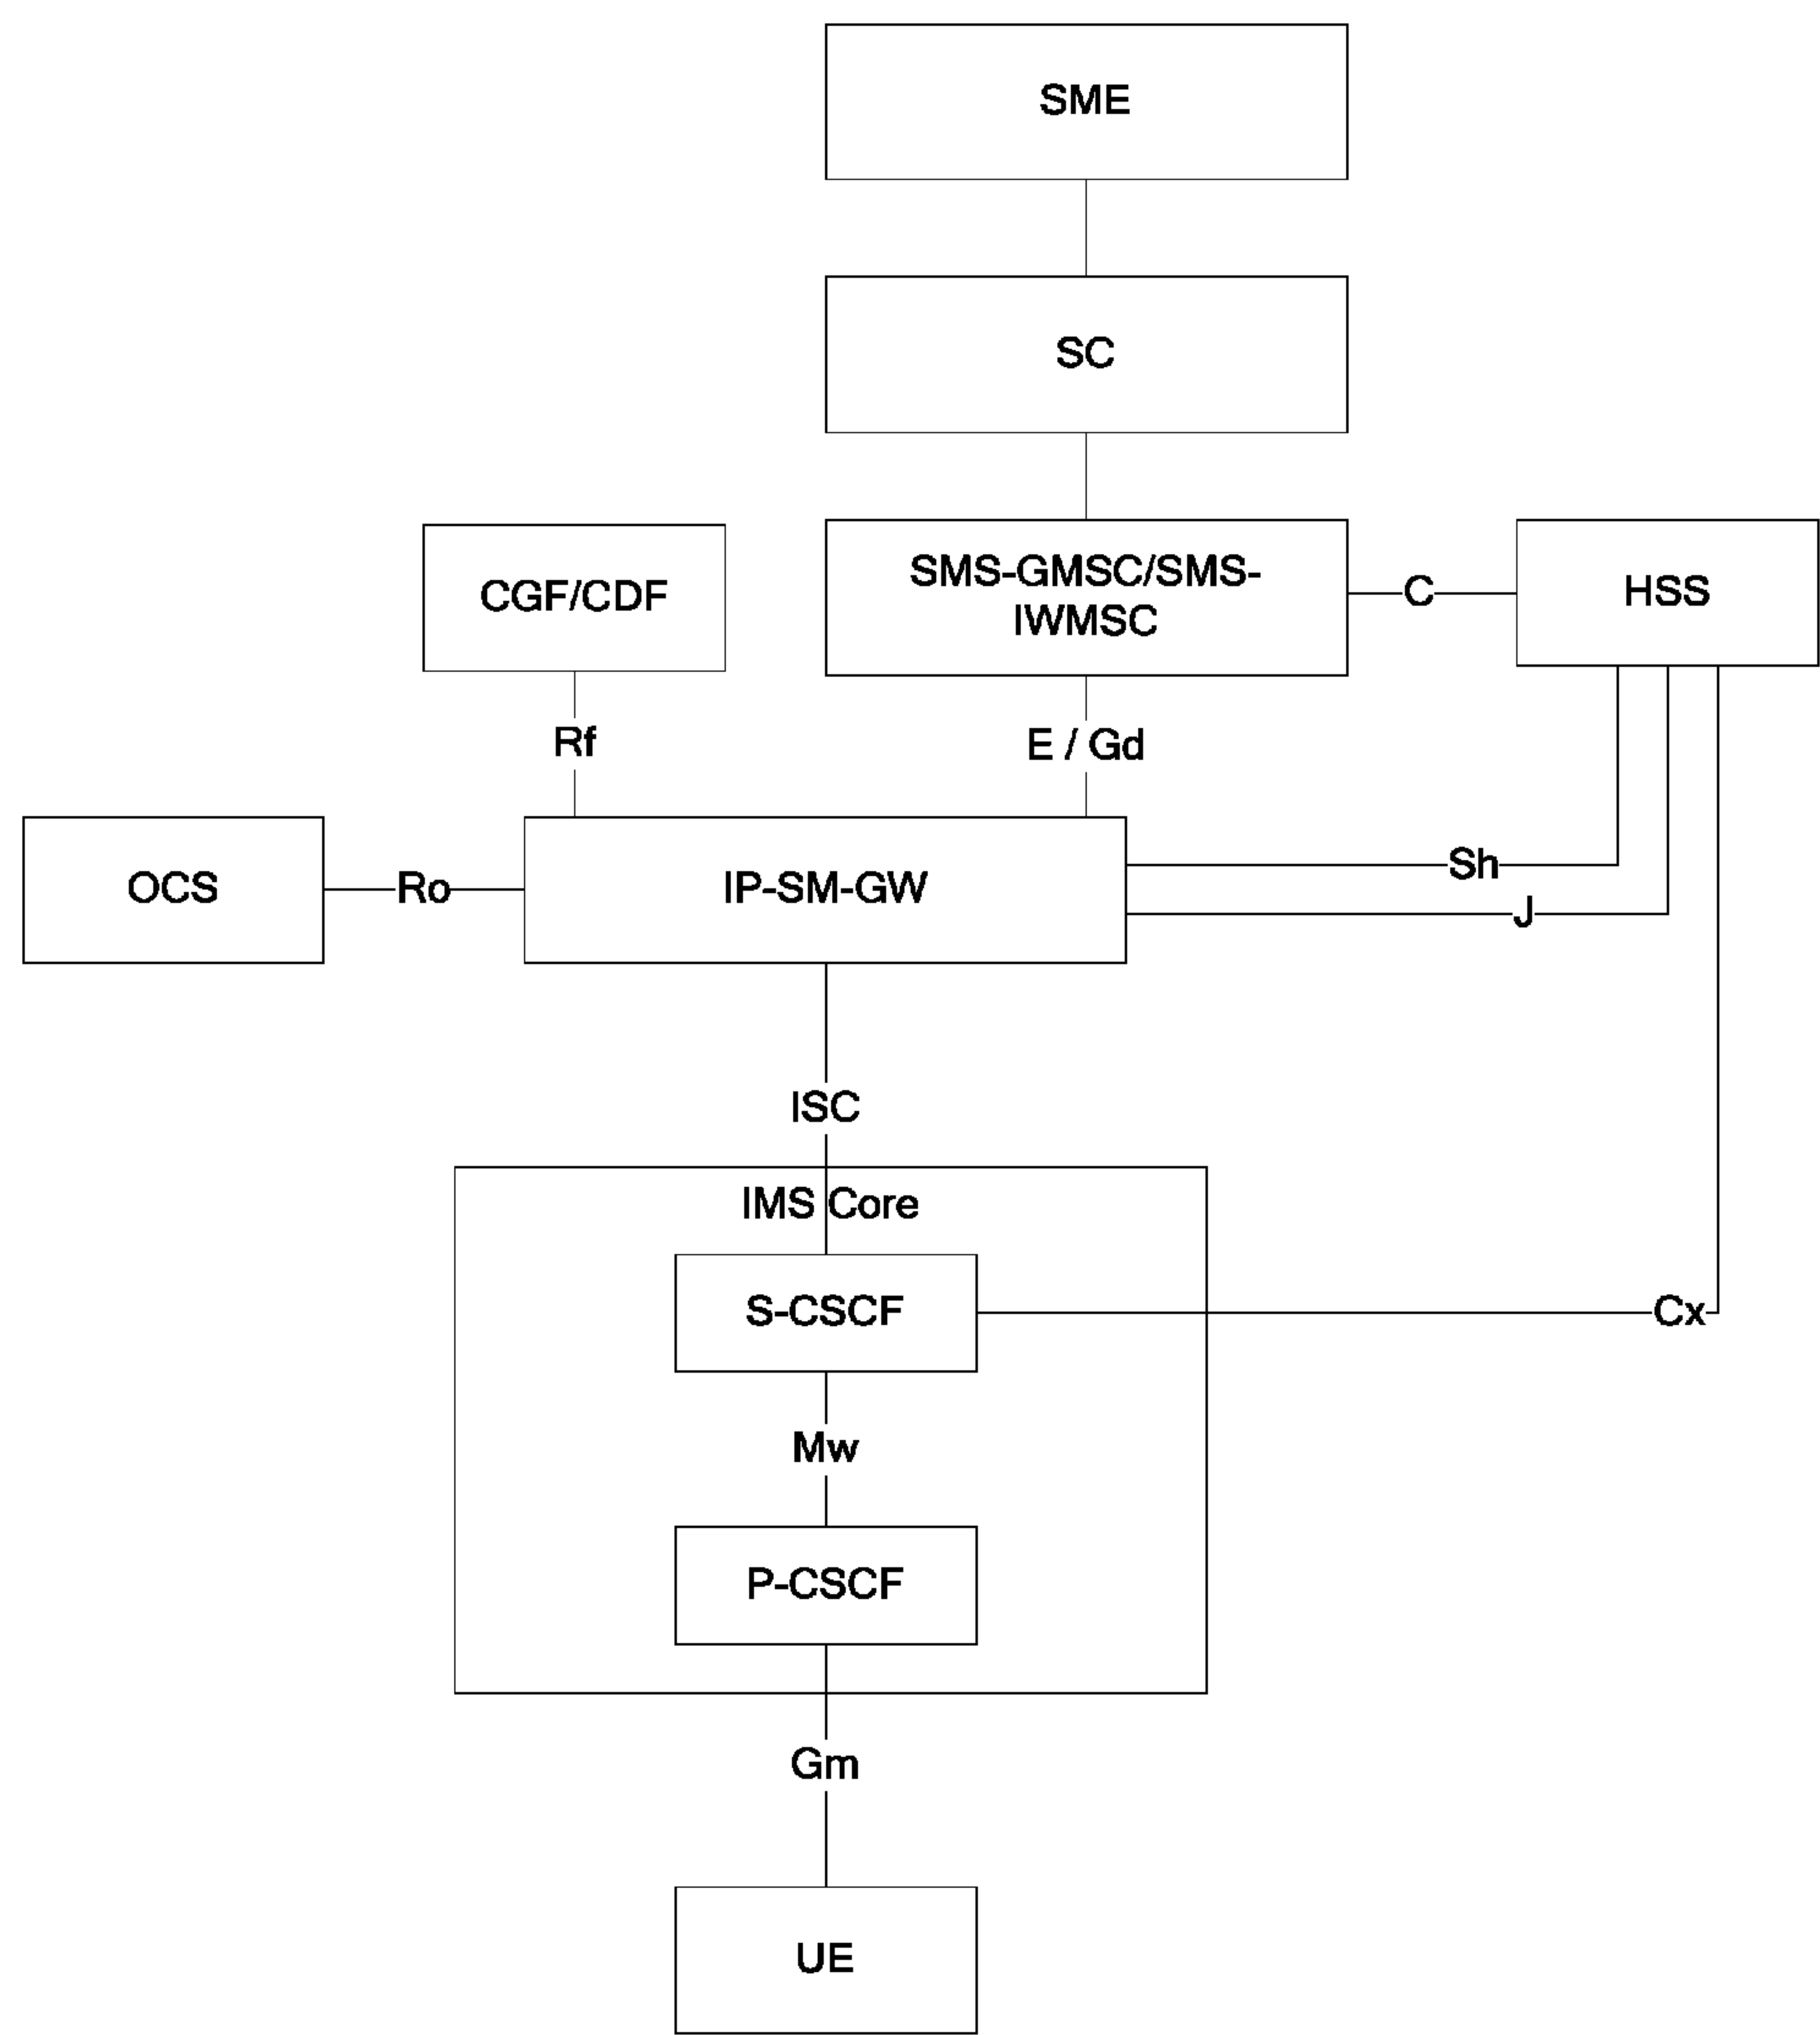 SME
SC
CGF/CDF
SMS-GMSC/SMS-
IWMSC
C
HSS
Rf
E / Gd
OCS
Ro
IP-SM-GW
Sh
J
ISC
IMS Core
S-CSCF
Cx
Mw
P-CSCF
Gm
UE